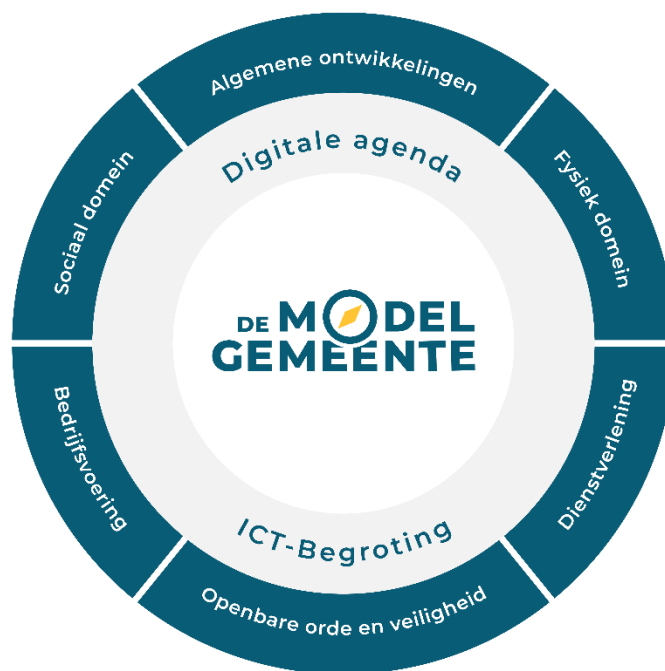 Algemene ontwikkelingen
Digitale agenda
Sociaal domein
Fysiek domein
DE MODEL
GEMEENTE
Bedrijfsvoering
Dienstverlening
ICT-Begroting
Openbare orde en veiligheid